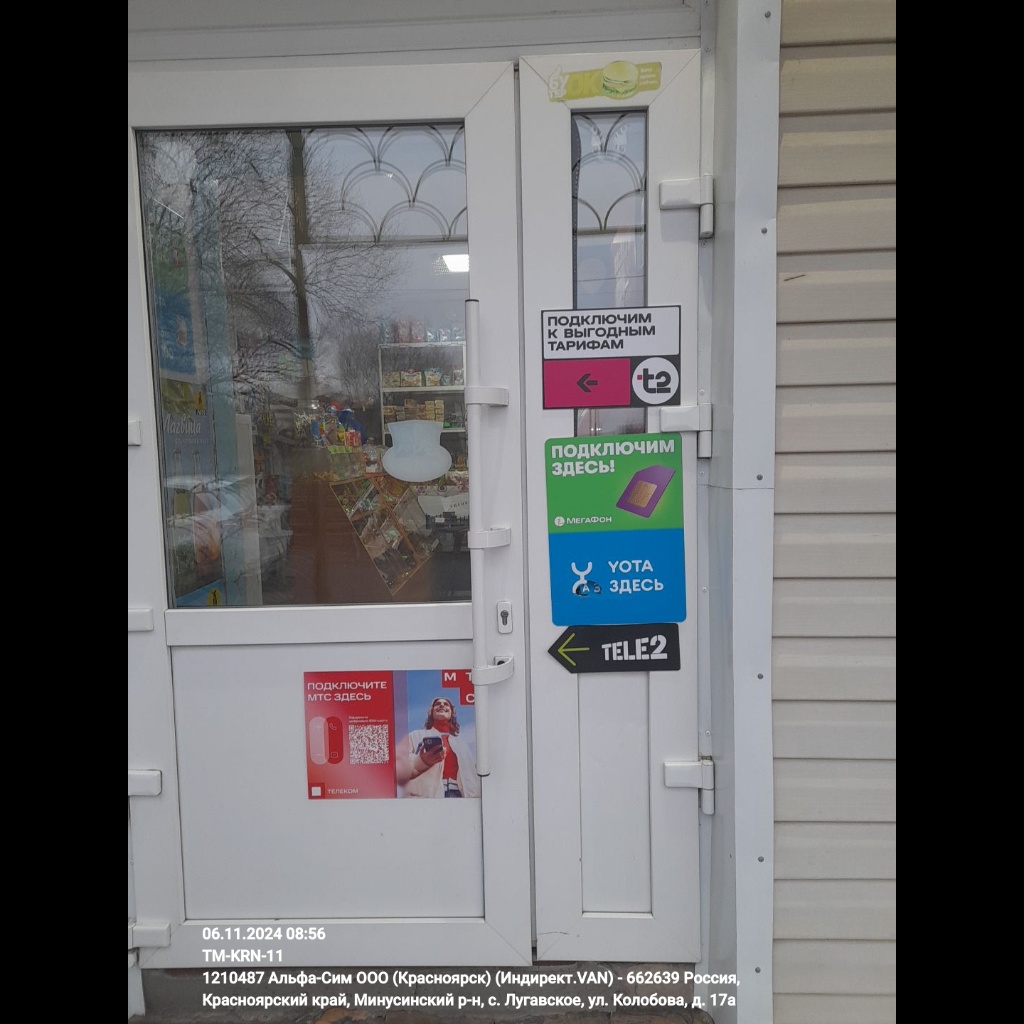 ПОДКЛЮЧИМ
К ВЫГОДНЫМ
ТАРИФАМ
t2
ПОДКЛЮЧИМ
ЗДЕСЬ!
МЕГАФОН
YOTA
ЗДЕСЬ
TELE2
ПОДКЛЮЧИТЕ
МТС ЗДЕСЬ
М Т
С
ТЕЛЕКОМ
06.11.2024 08:56
TM-KRN-11
1210487 Альфа-Сим ООО (Красноярск) (Индирект.VAN) - 662639 Россия,
Красноярский край, Минусинский р-н, с. Лугавское, ул. Колобова, д. 17а